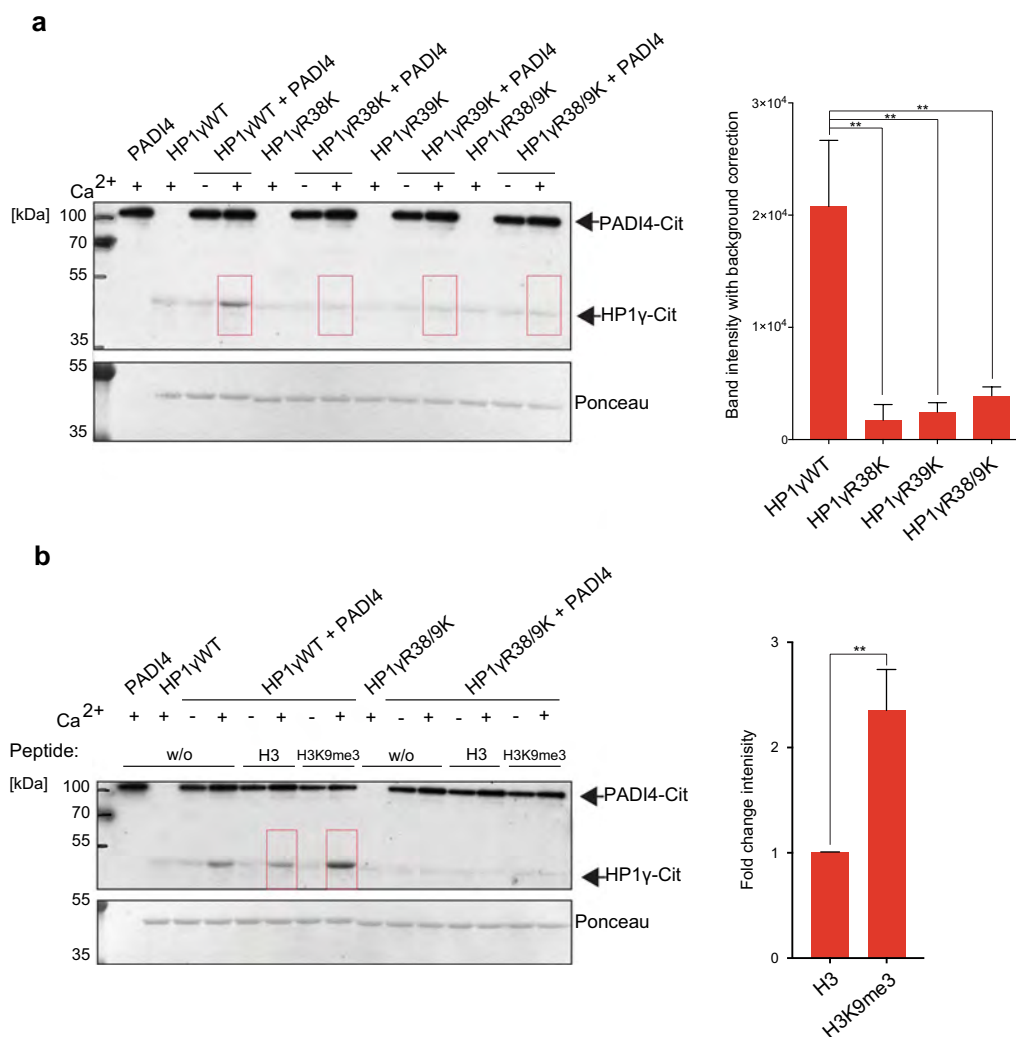 a
PADI4
HP1γWT
HP1γWT + PADI4
HP1γR38K
HP1γR38K + PADI4
HP1γR39K
HP1γR39K + PADI4
HP1γR38/9K
HP1γR38/9K + PADI4
Ca2+ + + - + + - + + - + + - +
[kDa] 100
70
55
35
PADI4-Cit
HP1γ-Cit
55
35
Ponceau
Band intensity with background correction
3×10⁴
2×10⁴
1×10⁴
0
**
**
**
HP1γWT
HP1γR38K
HP1γR39K
HP1γR38/9K
b
PADI4
HP1γWT
HP1γWT + PADI4
HP1γR38/9K
HP1γR38/9K + PADI4
Ca2+ + + - + - + - + + - + - + - +
Peptide: w/o H3 H3K9me3 w/o H3 H3K9me3
[kDa] 100
70
55
PADI4-Cit
HP1γ-Cit
55
35
Ponceau
Fold change intenisity
3
2
1
0
**
H3
H3K9me3